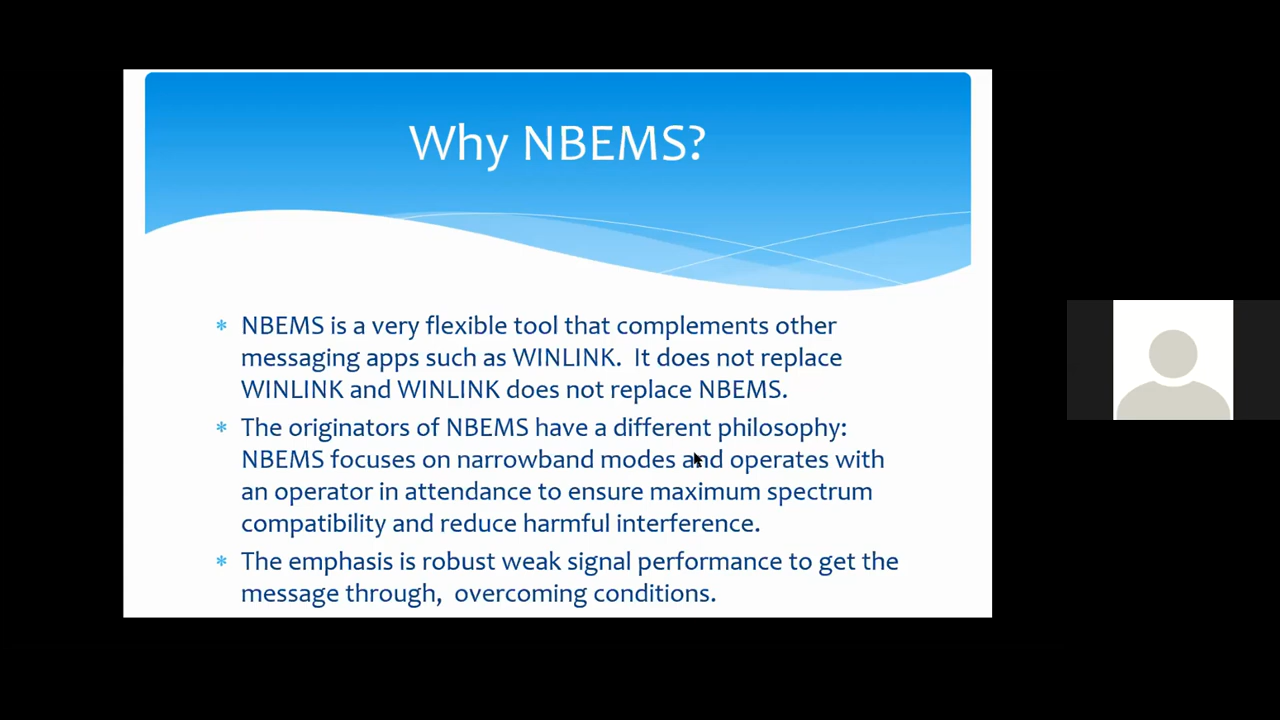 Why NBEMS?
* NBEMS is a very flexible tool that complements other
messaging apps such as WINLINK.  It does not replace
WINLINK and WINLINK does not replace NBEMS.
* The originators of NBEMS have a different philosophy:
NBEMS focuses on narrowband modes and operates with
an operator in attendance to ensure maximum spectrum
compatibility and reduce harmful interference.
* The emphasis is robust weak signal performance to get the
message through,  overcoming conditions.